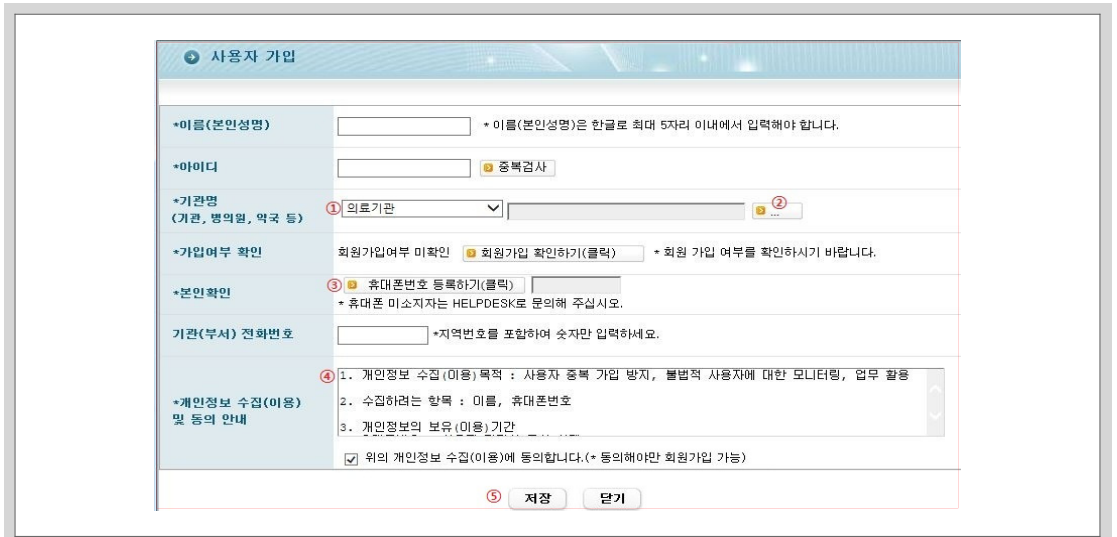 사용자 가입
*이름(본인성명) * 이름(본인성명)은 한글로 최대 5자리 이내에서 입력해야 합니다.
*아이디 중복검사
*기관명
(기관, 병의원, 약국 등) ① 의료기관 ② ...
*가입여부 확인 회원가입여부 미확인 회원가입 확인하기(클릭) * 회원 가입 여부를 확인하시기 바랍니다.
*본인확인 ③ 휴대폰번호 등록하기(클릭)
* 휴대폰 미소지자는 HELPDESK로 문의해 주십시오.
기관(부서) 전화번호 *지역번호를 포함하여 숫자만 입력하세요.
*개인정보 수집(이용)
및 동의 안내
④ 1. 개인정보 수집(이용)목적 : 사용자 중복 가입 방지, 불법적 사용자에 대한 모니터링, 업무 활용
2. 수집하려는 항목 : 이름, 휴대폰번호
3. 개인정보의 보유(이용)기간
위의 개인정보 수집(이용)에 동의합니다.(* 동의해야만 회원가입 가능)
⑤ 저장 닫기